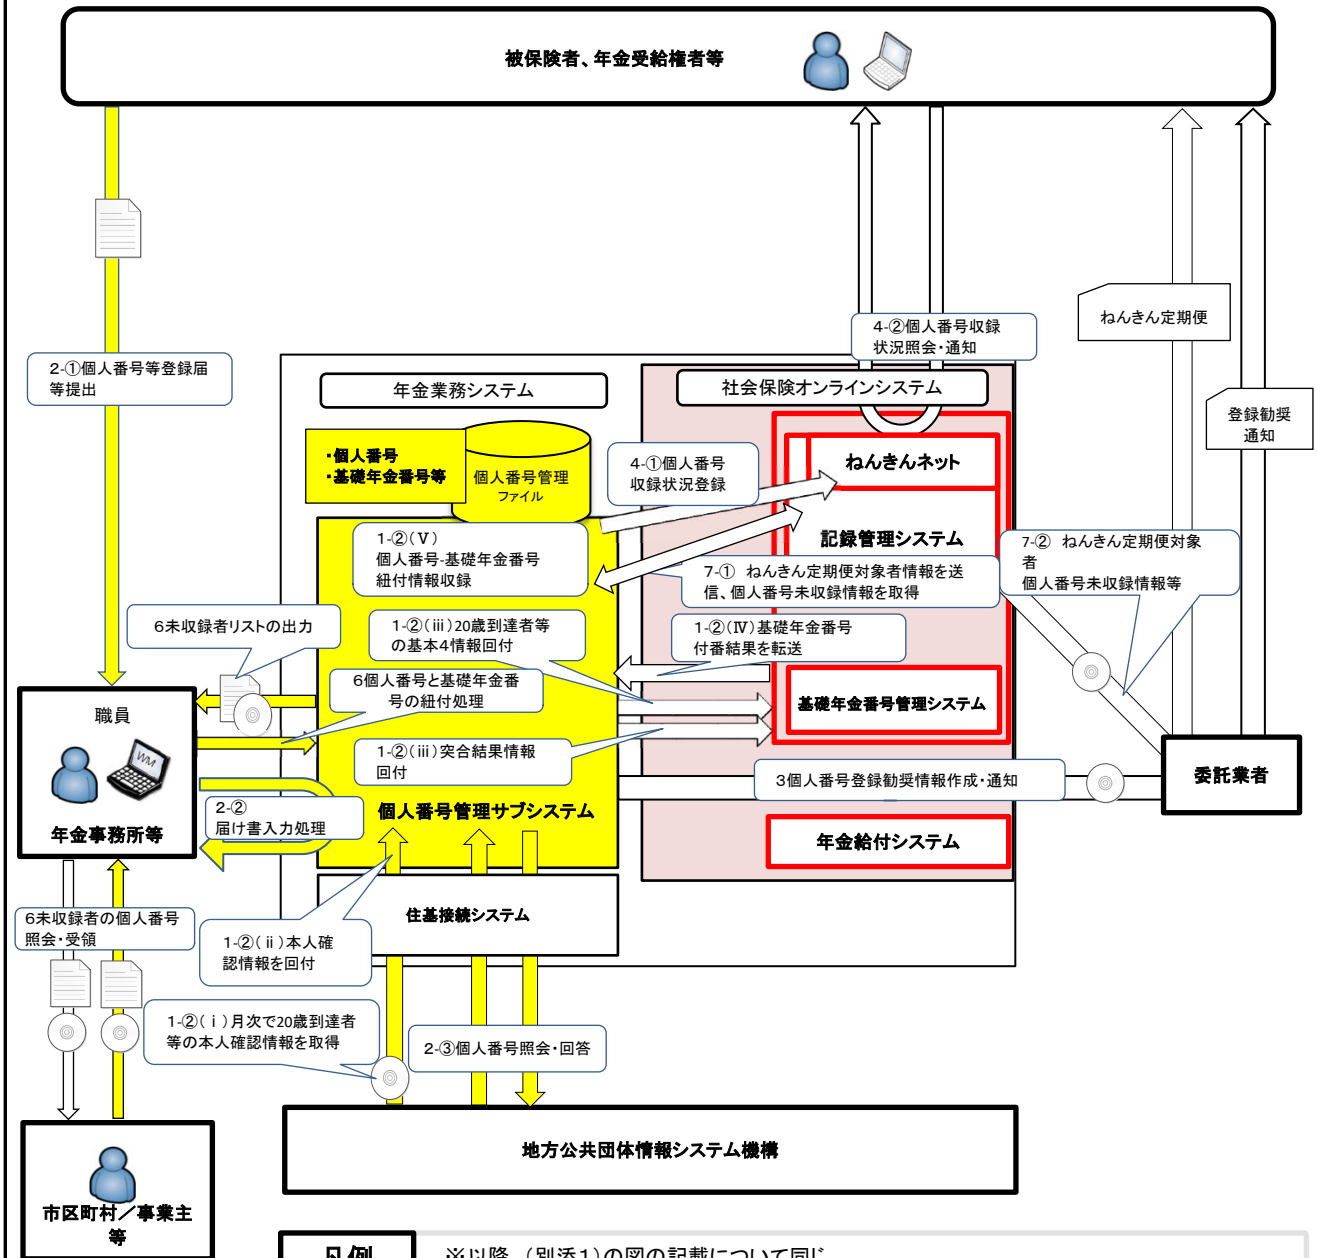 被保険者、年金受給権者等
2-①個人番号等登録届
等提出
4-②個人番号収録
状況照会・通知
ねんきん定期便
登録勧奨
通知
年金業務システム
社会保険オンラインシステム
・個人番号
・基礎年金番号等
個人番号管理
ファイル
4-①個人番号
収録状況登録
ねんきんネット
記録管理システム
1-②(Ⅴ)
個人番号-基礎年金番号
紐付情報収録
7-①　ねんきん定期便対象者情報を送
信、個人番号未収録情報を取得
7-②　ねんきん定期便対象
者
個人番号未収録情報等
6未収録者リストの出力
1-②(ⅲ)20歳到達者等
の基本4情報回付
1-②(Ⅳ)基礎年金番号
付番結果を転送
6個人番号と基礎年金番
号の紐付処理
基礎年金番号管理システム
職員
WM
年金事務所等
1-②(ⅲ)突合結果情報
回付
3個人番号登録勧奨情報作成・通知
委託業者
2-②
届け書入力処理
個人番号管理サブシステム
年金給付システム
住基接続システム
6未収録者の個人番号
照会・受領
1-②(ⅱ)本人確
認情報を回付
1-②(ⅰ)月次で20歳到達者
等の本人確認情報を取得
2-③個人番号照会・回答
地方公共団体情報システム機構
市区町村／事業主
等
凡例
※以降、(別添1)の図の記載について同じ